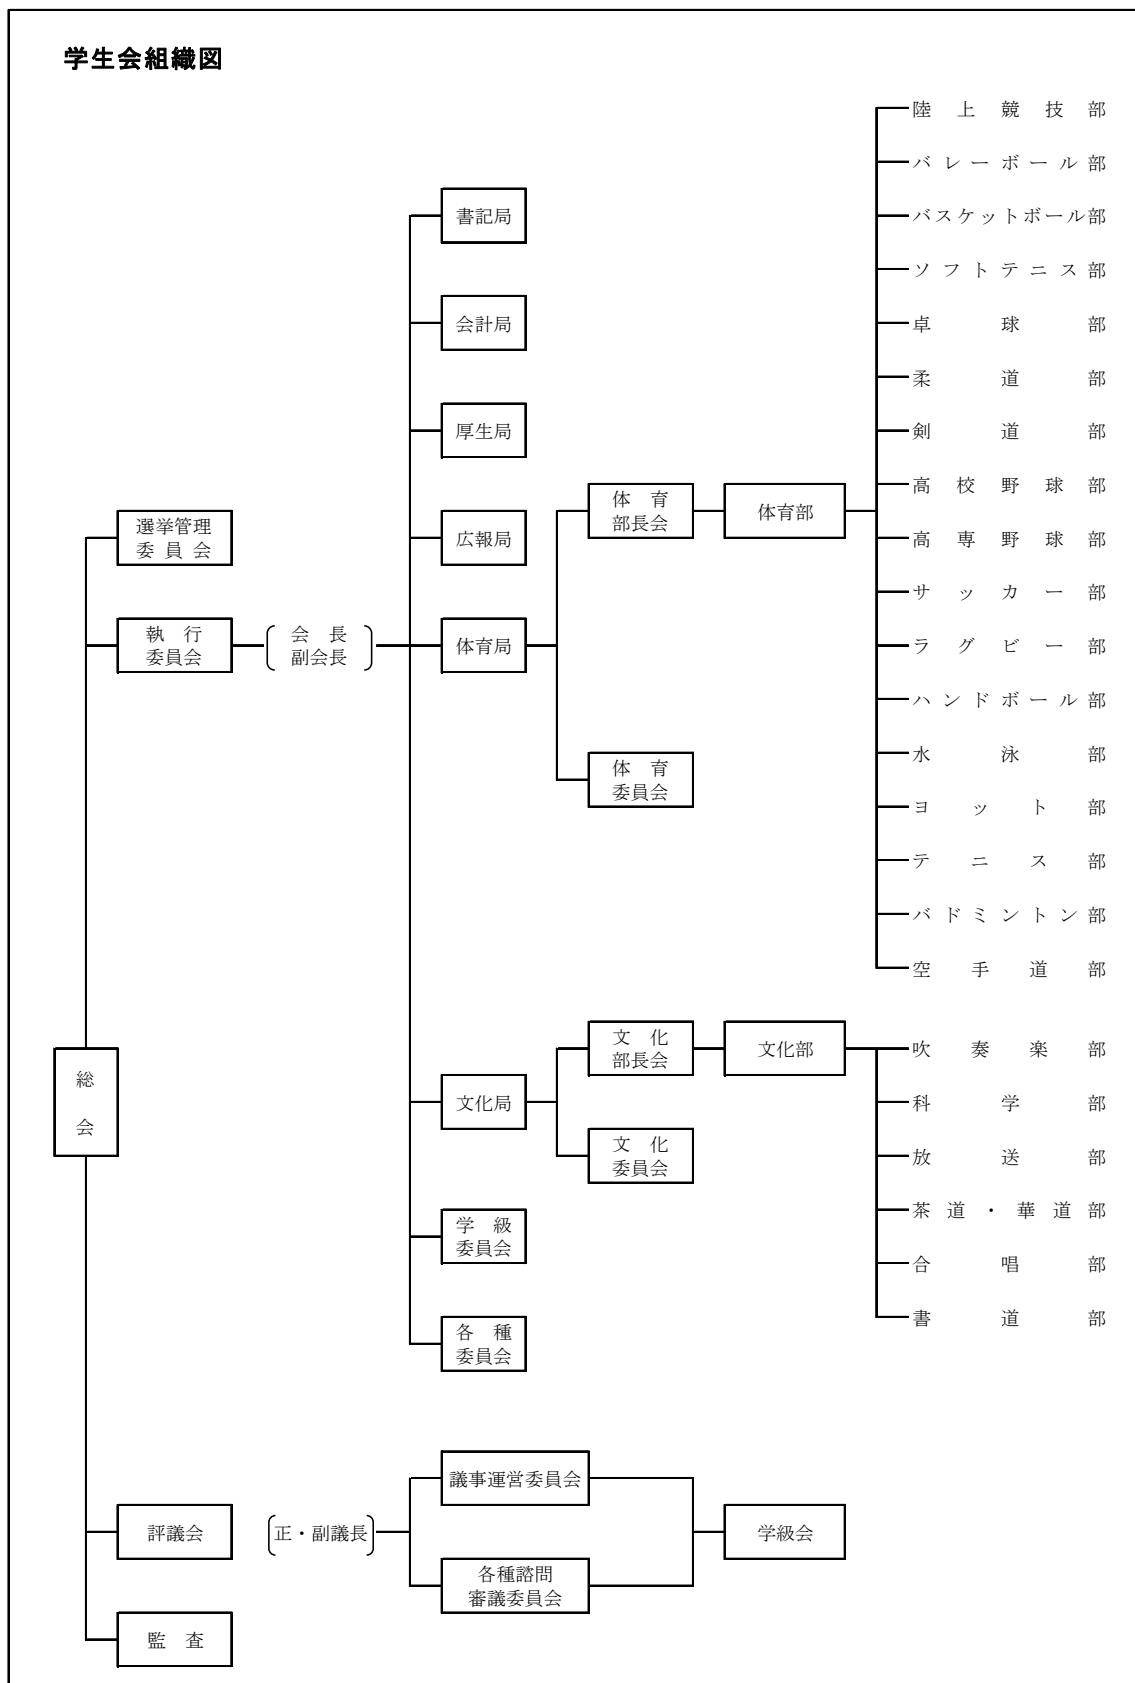 学生会組織図
陸上競技部
バレーボール部
バスケットボール部
ソフトテニス部
卓球部
柔道部
剣道部
高校野球部
高専野球部
サッカー部
ラグビー部
ハンドボール部
水泳部
ヨット部
テニス部
バドミントン部
空手道部
書記局
会計局
厚生局
広報局
体育局
体育
部長会
体育部
体育
委員会
選挙管理
委員会
執行
委員会
会長
副会長
総
会
文化局
文化
部長会
文化部
文化
委員会
吹奏楽部
科学部
放送部
茶道・華道部
合唱部
書道部
学級
委員会
各種
委員会
評議会
正・副議長
議事運営委員会
各種諮問
審議委員会
学級会
監査